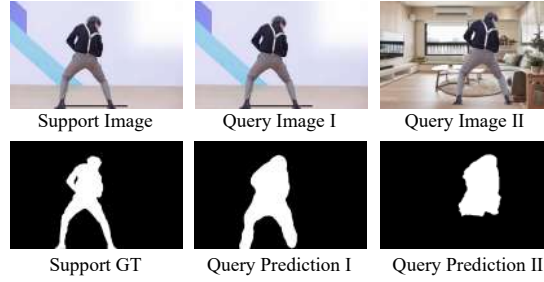 Support Image
Query Image I
Query Image II
Support GT
Query Prediction I
Query Prediction II